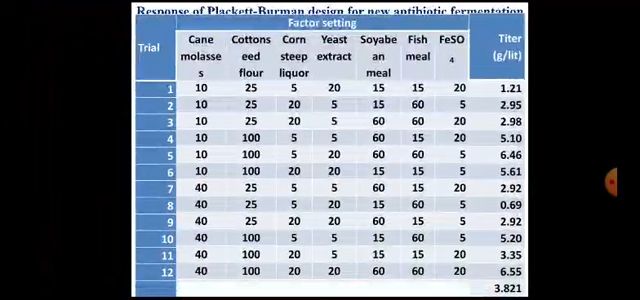 Response of Plackett-Burman design for new antibiotic fermentation
Factor setting
Trial Cane molasses Cottonseed flour Corn steep liquor Yeast extract Soyabean meal Fish meal FeSO4 Titer (g/lit)
1 10 25 5 20 15 15 20 1.21
2 10 25 20 5 15 60 5 2.95
3 10 25 20 5 60 60 20 2.98
4 10 100 5 5 60 15 20 5.10
5 10 100 5 20 60 60 5 6.46
6 10 100 20 20 15 15 5 5.61
7 40 25 5 5 60 15 20 2.92
8 40 25 5 20 15 60 5 0.69
9 40 25 20 20 60 15 5 2.92
10 40 100 5 5 15 60 5 5.20
11 40 100 20 5 15 15 20 3.35
12 40 100 20 20 60 60 20 6.55
3.821